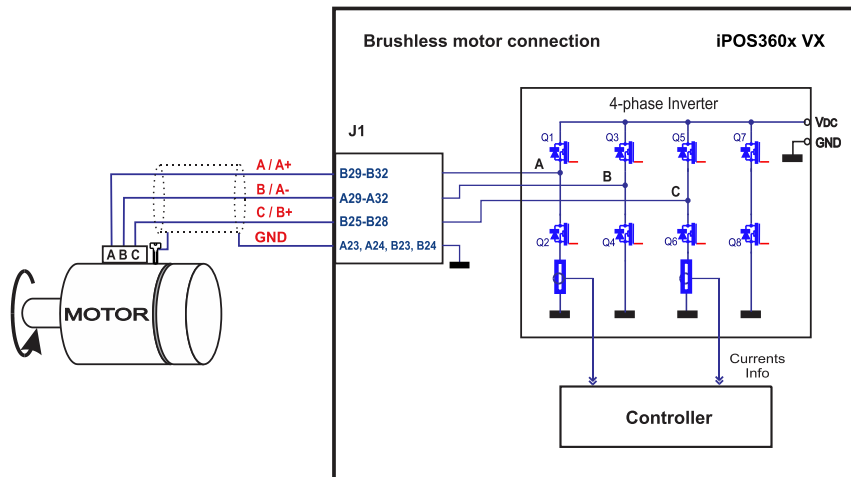 Brushless motor connection
iPOS360x VX
4-phase Inverter
VDC
GND
J1
Q1
Q3
Q5
Q7
A
B
C
Q2
Q4
Q6
Q8
A / A+
B / A-
C / B+
GND
B29-B32
A29-A32
B25-B28
A23, A24, B23, B24
A B C
MOTOR
Currents
Info
Controller